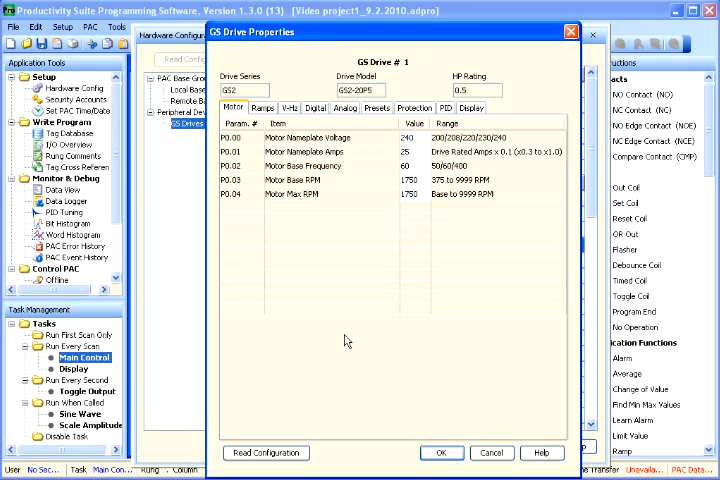 Productivity Suite Programming Software, Version 1.3.0 (13) [Video project1_9.2.2010.adpro]
File Edit Setup PAC Tools
Application Tools
Setup
Hardware Config
Security Accounts
Set PAC Time/Date
Write Program
Tag Database
I/O Overview
Rung Comments
Tag Cross Referen
Monitor & Debug
Data View
Data Logger
PID Tuning
Bit Histogram
Word Histogram
PAC Error History
PAC Event History
Control PAC
Offline
Task Management
Tasks
Run First Scan Only
Run Every Scan
Main Control
Display
Run Every Second
Toggle Output
Run When Called
Sine Wave
Scale Amplitude
Disable Task
Hardware Configura
Read Config
PAC Base Grou
Local Base
Remote Ba
Peripheral Dev
GS Drives
GS Drive Properties
GS Drive # 1
Drive Series Drive Model HP Rating
GS2 GS2-20P5 0.5
Motor Ramps V-Hz Digital Analog Presets Protection PID Display
Param. # Item Value Range
P0.00 Motor Nameplate Voltage 240 200/208/220/230/240
P0.01 Motor Nameplate Amps 25 Drive Rated Amps x 0.1 (x0.3 to x1.0)
P0.02 Motor Base Frequency 60 50/60/400
P0.03 Motor Base RPM 1750 375 to 9999 RPM
P0.04 Motor Max RPM 1750 Base to 9999 RPM
Read Configuration OK Cancel Help
p
uctions
acts
NO Contact (NO)
NC Contact (NC)
NO Edge Contact (NOE)
NC Edge Contact (NCE)
Compare Contact (CMP)
Out Coil
Set Coil
Reset Coil
OR Out
Flasher
Debounce Coil
Timed Coil
Toggle Coil
Program End
No Operation
ication Functions
Alarm
Average
Change of Value
Find Min Max Values
Learn Alarm
Limit Value
Ramp
User No Sec... Task Main Con... Rung . Column
e Transfer Unavaila... PAC Data...